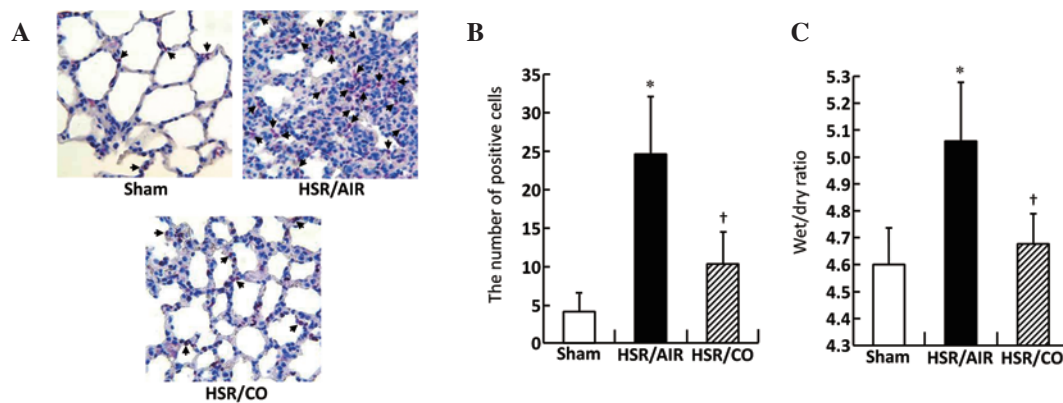 A
Sham
HSR/AIR
HSR/CO
B
The number of positive cells
35
30
25
20
15
10
5
0
*
†
Sham
HSR/AIR
HSR/CO
C
Wet/dry ratio
5.3
5.2
5.1
5.0
4.9
4.8
4.7
4.6
4.5
4.4
4.3
*
†
Sham
HSR/AIR
HSR/CO